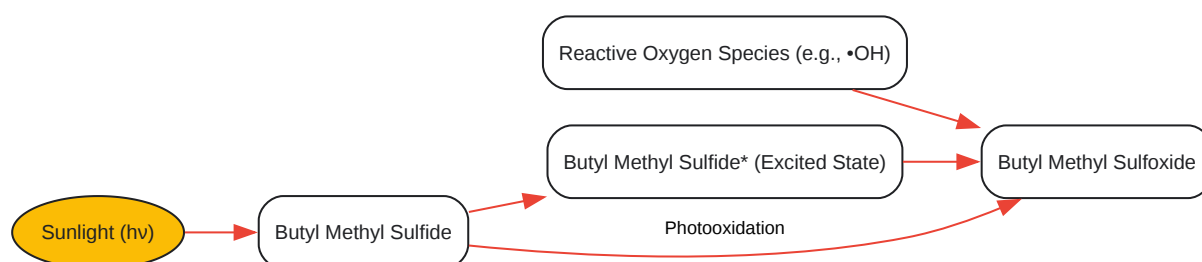 Reactive Oxygen Species (e.g., •OH)
Butyl Methyl Sulfide* (Excited State)
Butyl Methyl Sulfoxide
Sunlight (hν)
Butyl Methyl Sulfide
Photooxidation